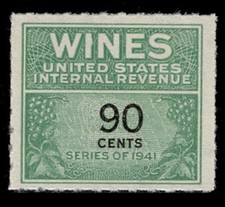 WINES
UNITED STATES
INTERNAL REVENUE
90
CENTS
SERIES OF 1941